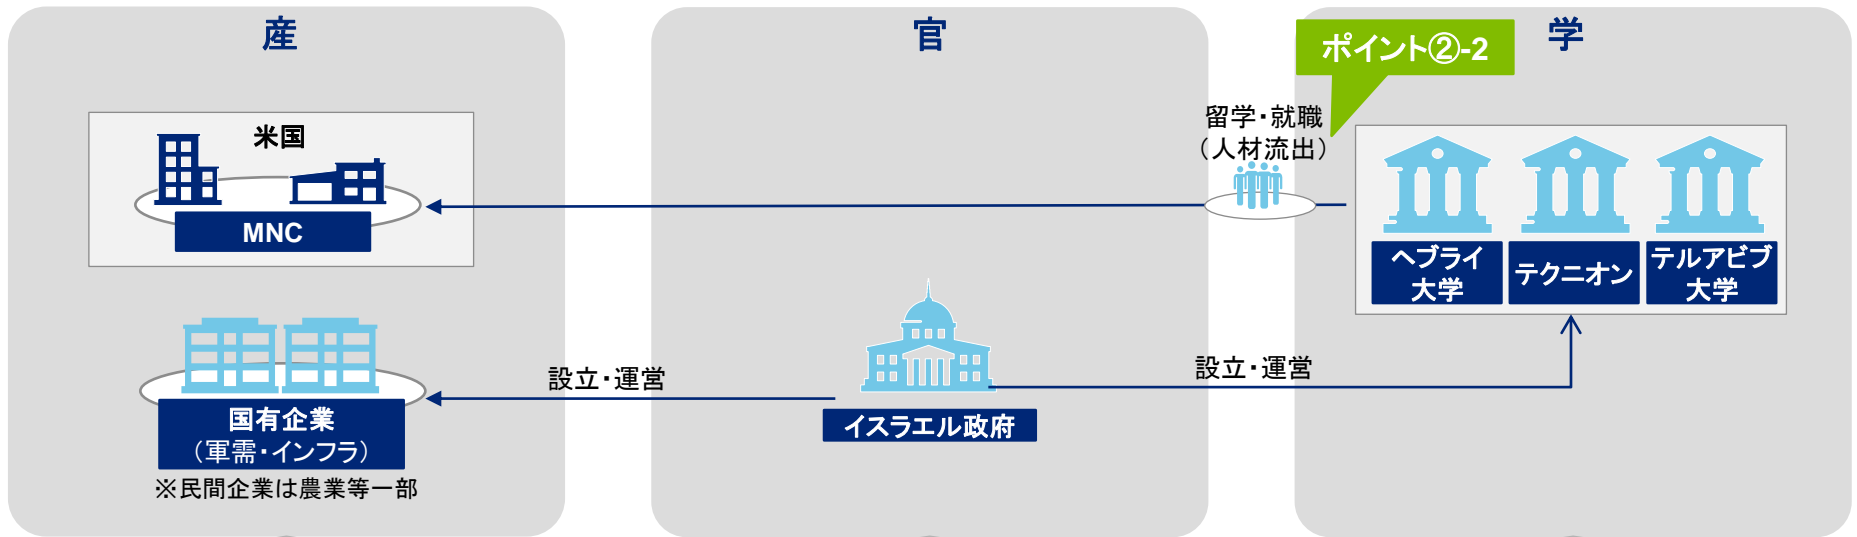 産
米国
MNC
国有企業
（軍需・インフラ）
※民間企業は農業等一部
設立・運営
官
イスラエル政府
設立・運営
留学・就職
（人材流出）
学
ポイント②-2
ヘブライ
大学
テクニオン
テルアビブ
大学